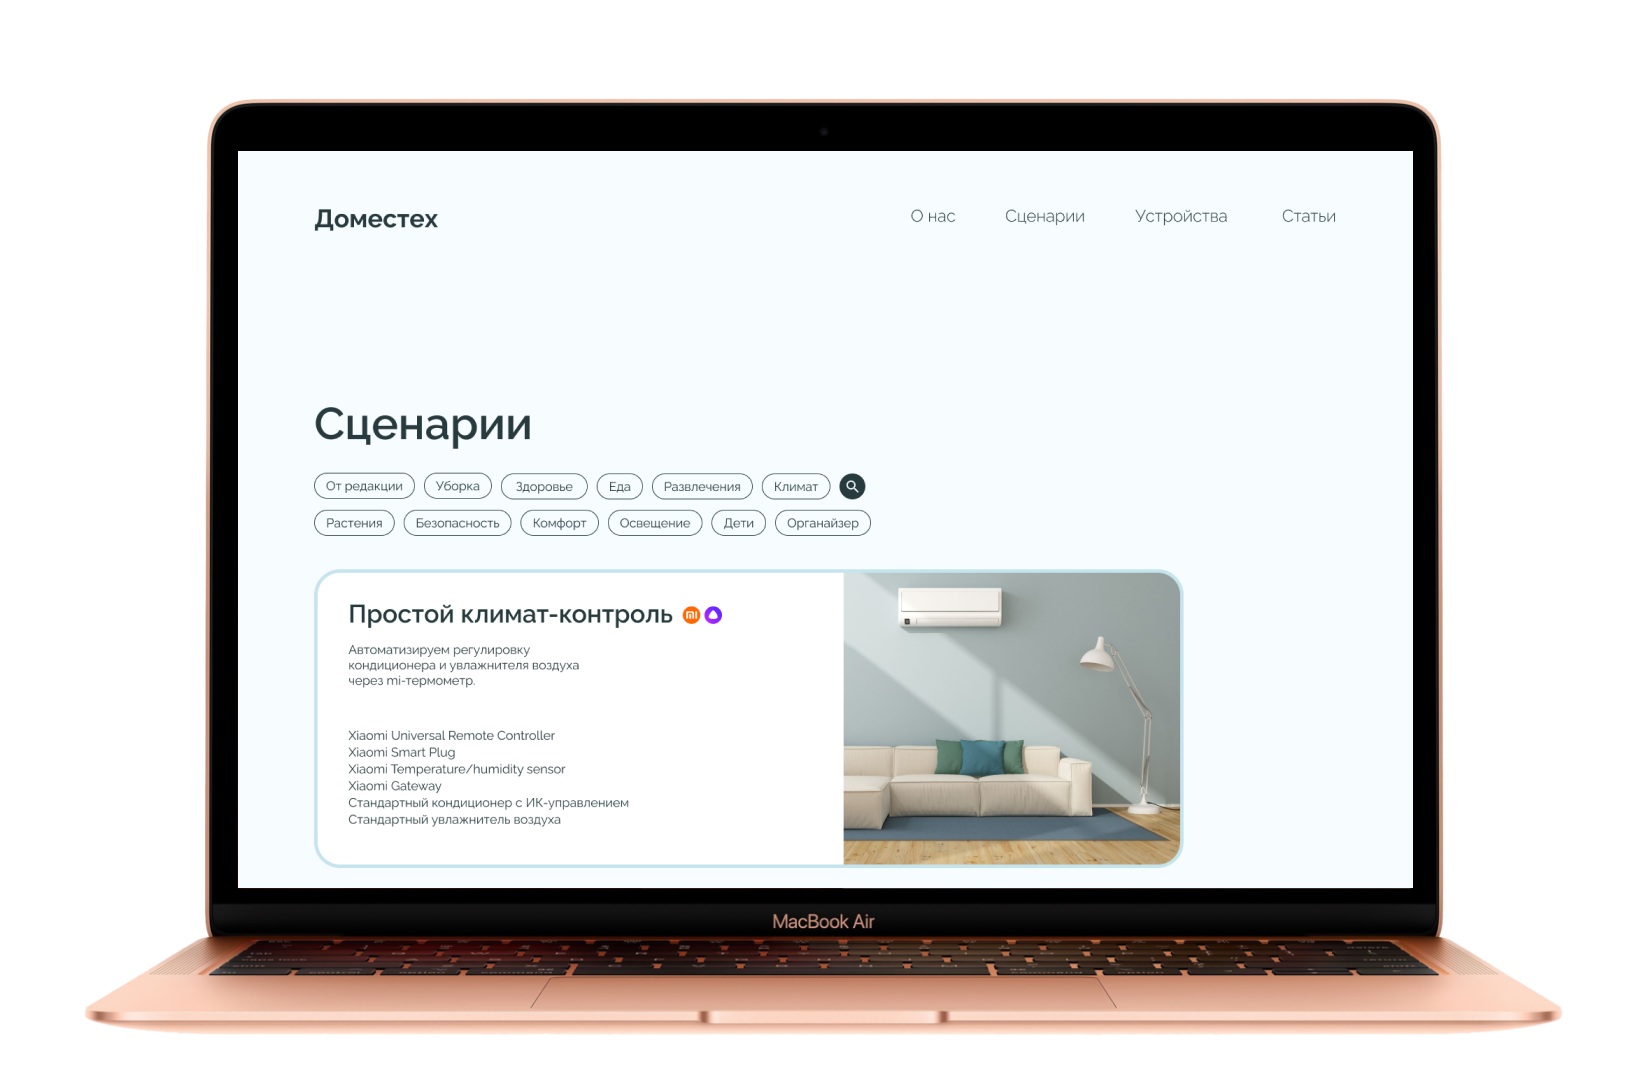 Доместех
О нас Сценарии Устройства Статьи
Сценарии
От редакции Уборка Здоровье Еда Развлечения Климат
Растения Безопасность Комфорт Освещение Дети Органайзер
Простой климат-контроль
Автоматизируем регулировку
кондиционера и увлажнителя воздуха
через mi-термометр.
Xiaomi Universal Remote Controller
Xiaomi Smart Plug
Xiaomi Temperature/humidity sensor
Xiaomi Gateway
Стандартный кондиционер с ИК-управлением
Стандартный увлажнитель воздуха
MacBook Air